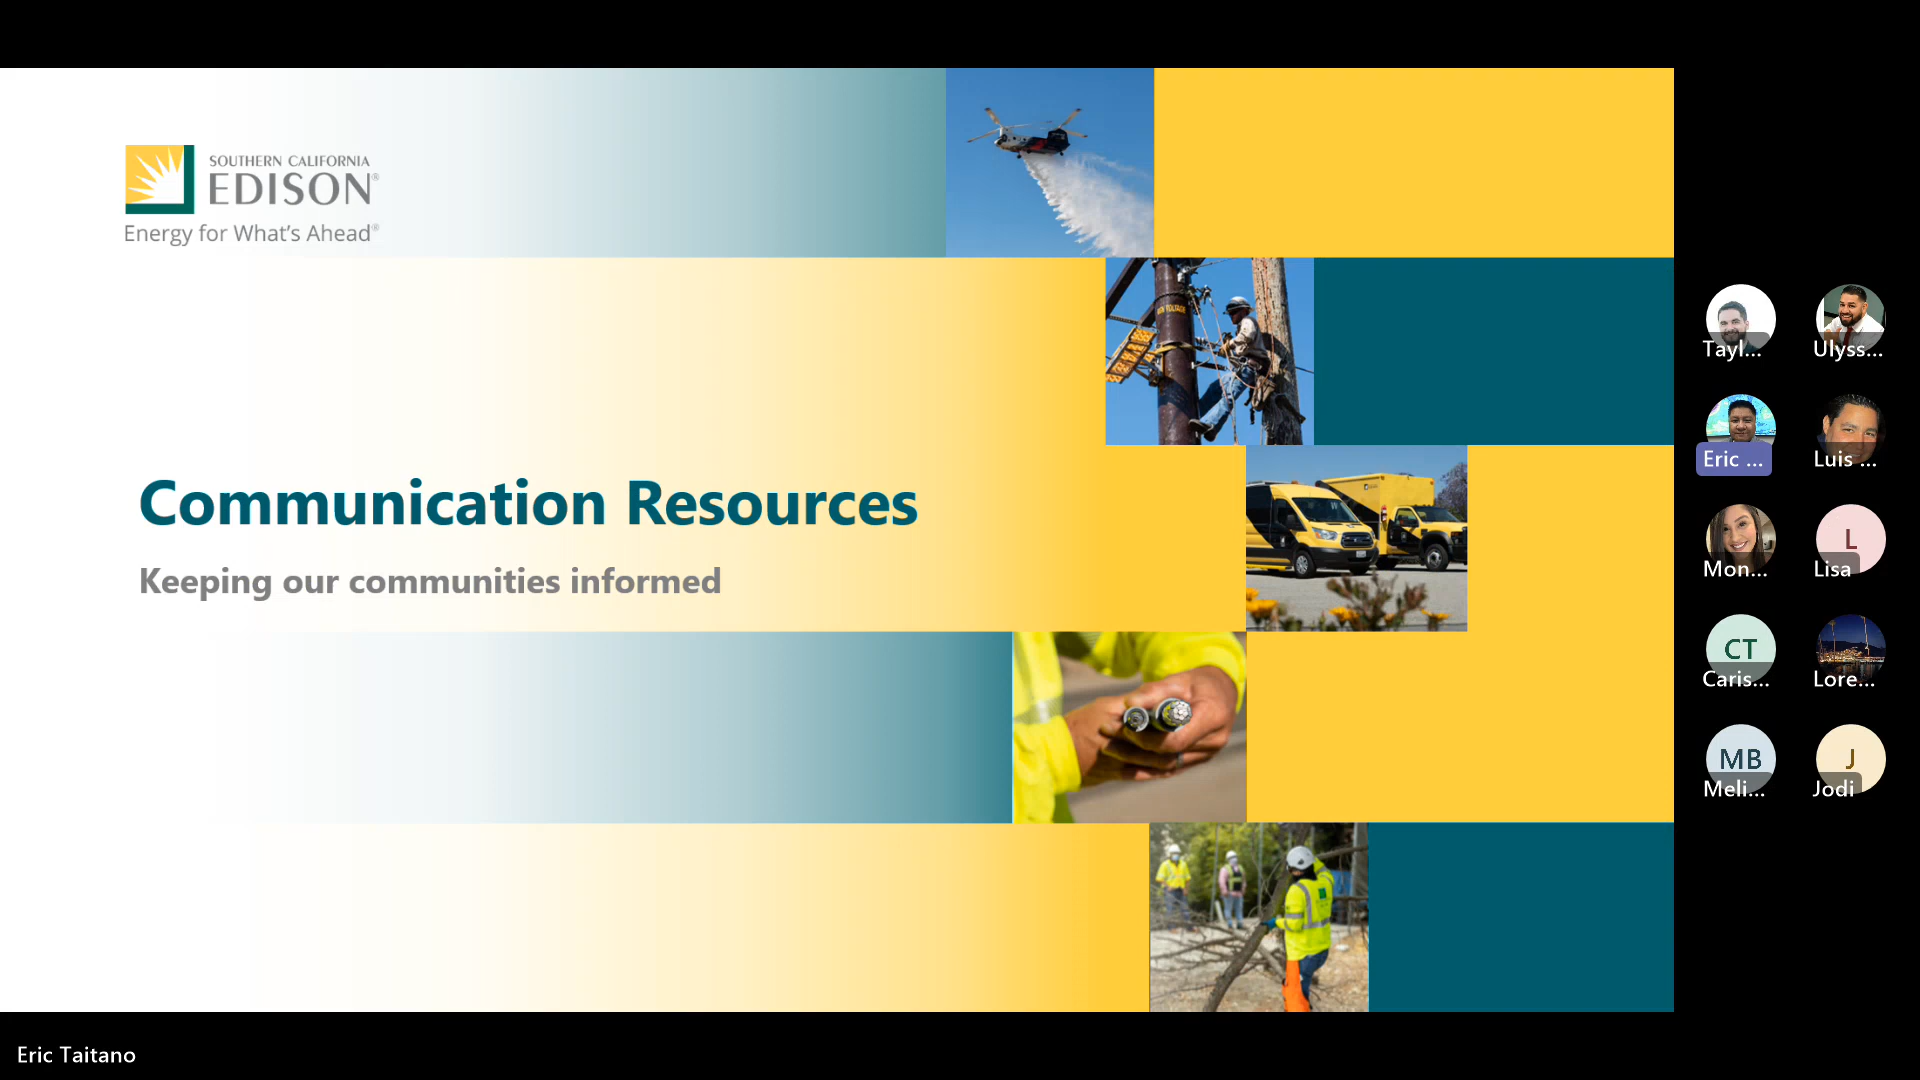 SOUTHERN CALIFORNIA
EDISON®
Energy for What's Ahead®
Communication Resources
Keeping our communities informed
Tayl...
Ulyss...
Eric ...
Luis ...
Mon...
L
Lisa
CT
Caris...
Lore...
MB
Meli...
J
Jodi
Eric Taitano